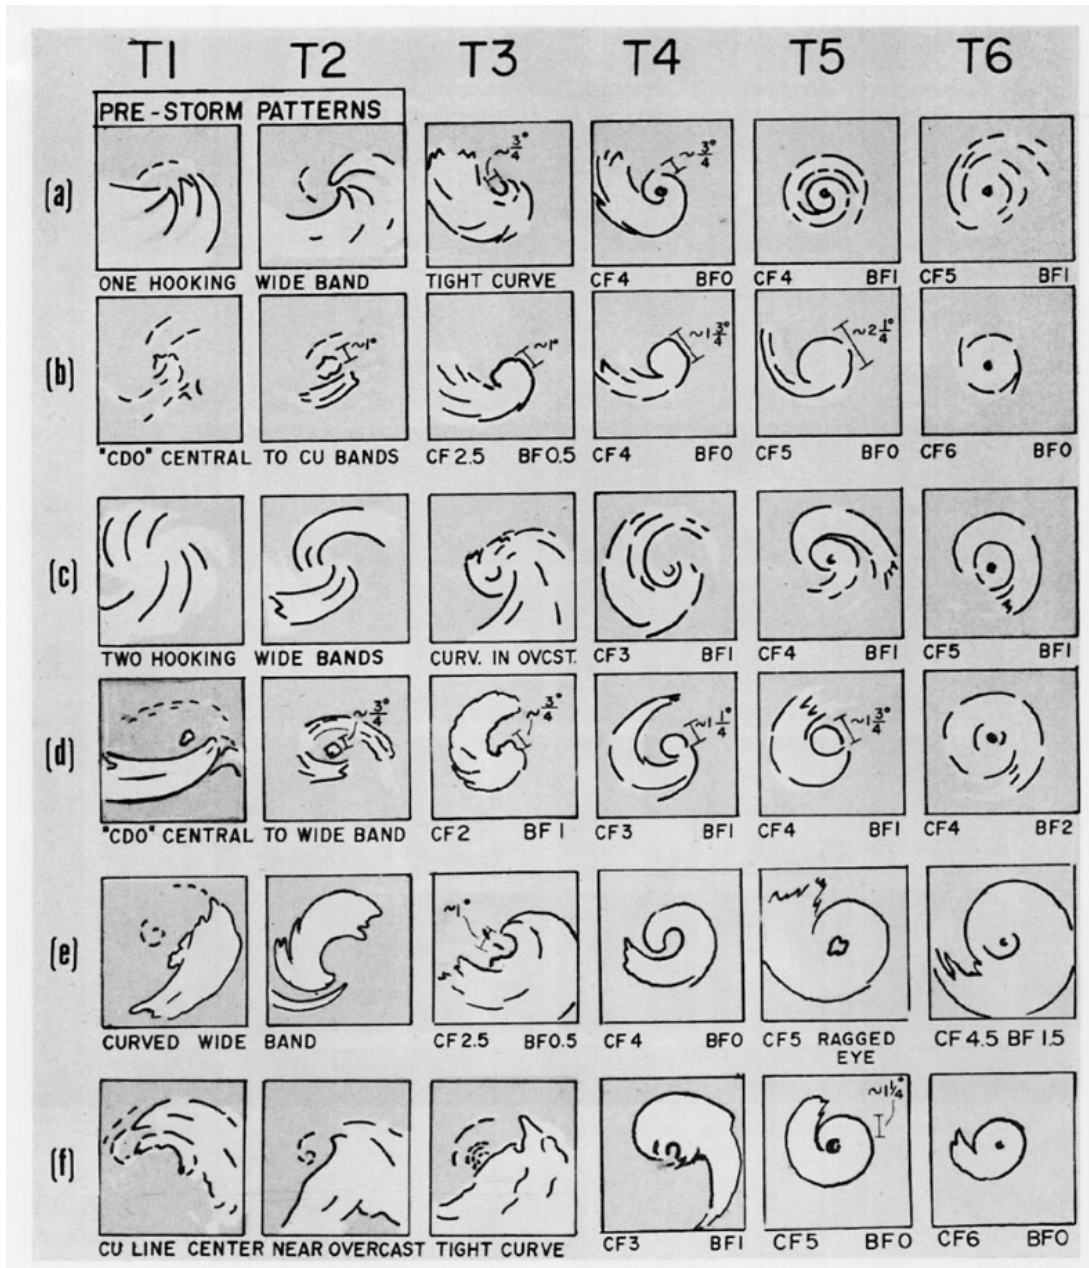 T1 T2 T3 T4 T5 T6
PRE-STORM PATTERNS
(a)
~3/4°
~3/4°
ONE HOOKING WIDE BAND TIGHT CURVE CF4 BF0 CF4 BF1 CF5 BF1
(b)
~1°
~1°
~1 3/4°
~2 1/4°
"CDO" CENTRAL TO CU BANDS CF2.5 BF0.5 CF4 BF0 CF5 BF0 CF6 BF0
(c)
TWO HOOKING WIDE BANDS CURV. IN OVCST. CF3 BF1 CF4 BF1 CF5 BF1
(d)
~3/4°
~3/4°
~1 1/4°
~1 3/4°
"CDO" CENTRAL TO WIDE BAND CF2 BF1 CF3 BF1 CF4 BF1 CF4 BF2
(e)
~1°
CURVED WIDE BAND CF2.5 BF0.5 CF4 BF0 CF5 RAGGED EYE CF4.5 BF1.5
(f)
~1 1/4°
CU LINE CENTER NEAR OVERCAST TIGHT CURVE CF3 BF1 CF5 BF0 CF6 BF0